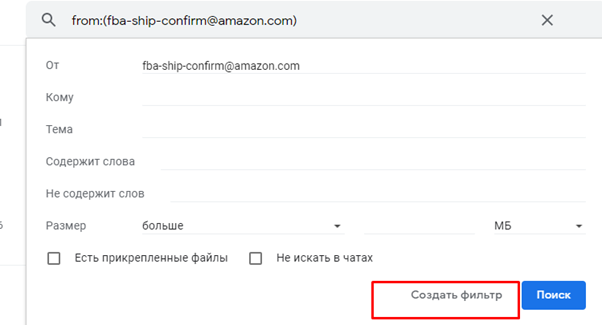 from:(fba-ship-confirm@amazon.com)
От fba-ship-confirm@amazon.com
Кому
Тема
Содержит слова
Не содержит слов
Размер больше МБ
Есть прикрепленные файлы Не искать в чатах
Создать фильтр Поиск